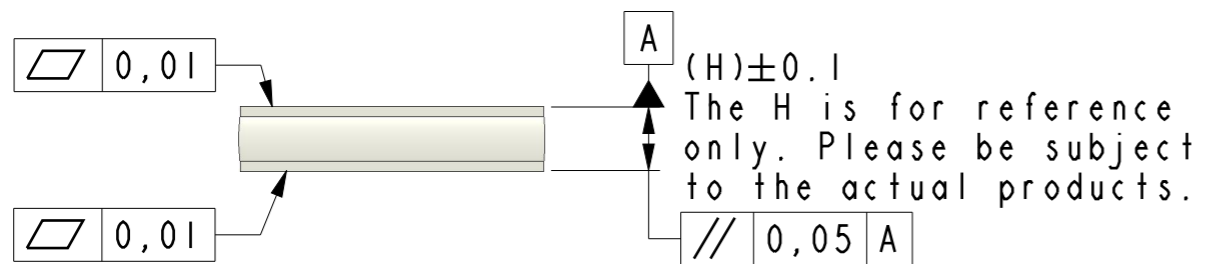 0,01
A
(H)±0.1
The H is for reference
only. Please be subject
to the actual products.
0,01
// 0,05 A